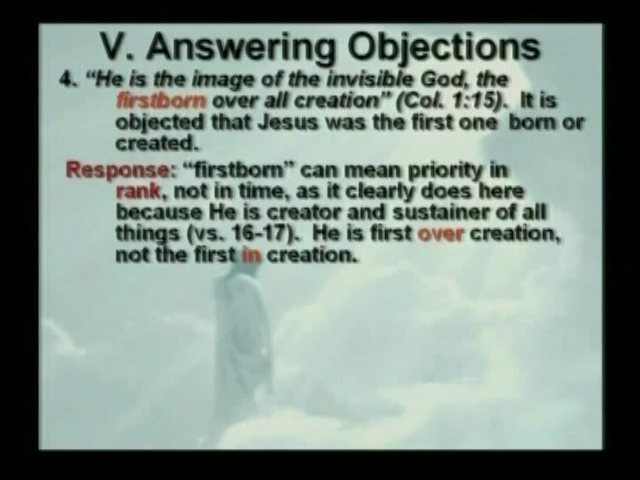 V. Answering Objections
4. “He is the image of the invisible God, the
firstborn over all creation” (Col. 1:15). It is
objected that Jesus was the first one born or
created.
Response: “firstborn” can mean priority in
rank, not in time, as it clearly does here
because He is creator and sustainer of all
things (vs. 16-17). He is first over creation,
not the first in creation.